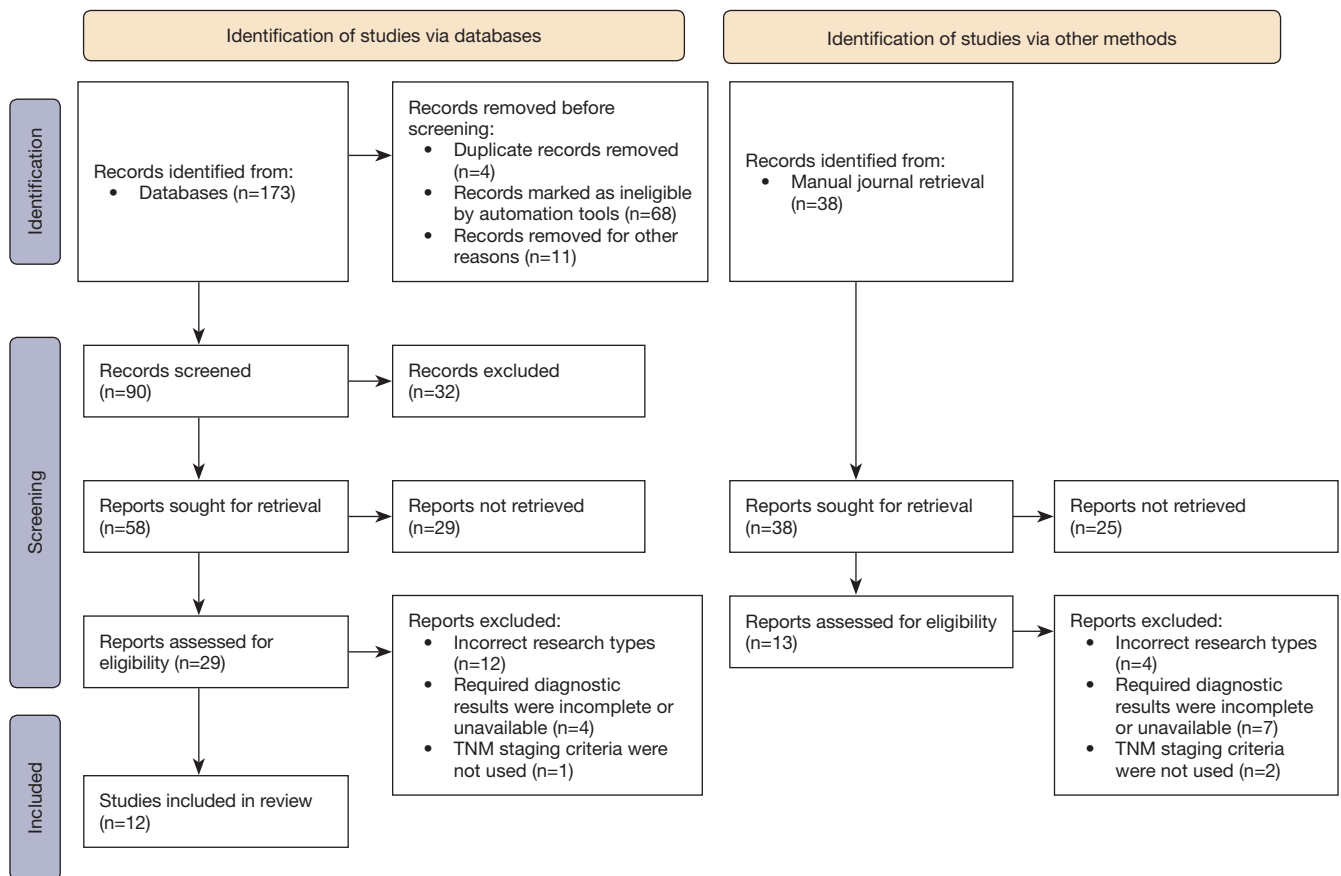 Identification of studies via databases
Identification of studies via other methods
Identification
Records identified from:
• Databases (n=173)
Records removed before
screening:
• Duplicate records removed
(n=4)
• Records marked as ineligible
by automation tools (n=68)
• Records removed for other
reasons (n=11)
Records identified from:
• Manual journal retrieval
(n=38)
Screening
Records screened
(n=90)
Records excluded
(n=32)
Reports sought for retrieval
(n=58)
Reports not retrieved
(n=29)
Reports sought for retrieval
(n=38)
Reports not retrieved
(n=25)
Reports assessed for
eligibility (n=29)
Reports excluded:
• Incorrect research types
(n=12)
• Required diagnostic
results were incomplete or
unavailable (n=4)
• TNM staging criteria were
not used (n=1)
Reports assessed for eligibility
(n=13)
Reports excluded:
• Incorrect research types
(n=4)
• Required diagnostic
results were incomplete
or unavailable (n=7)
• TNM staging criteria
were not used (n=2)
Included
Studies included in review
(n=12)